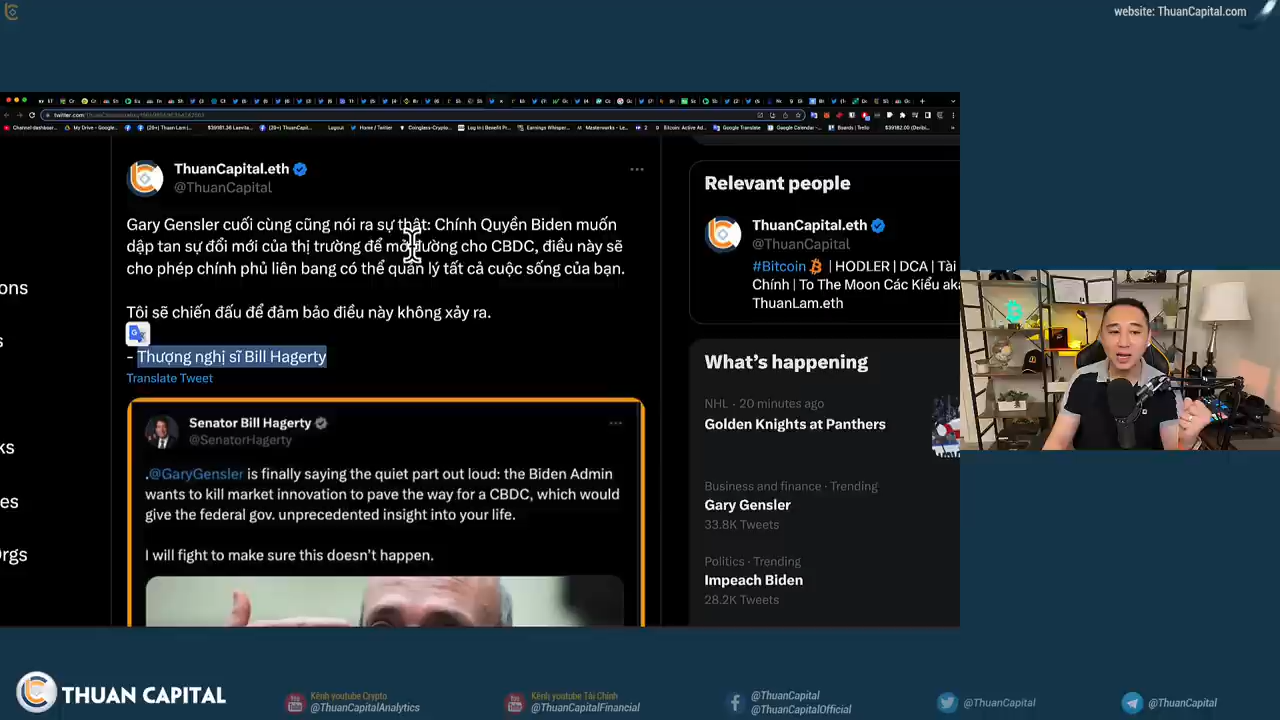 website: ThuanCapital.com
ThuanCapital.eth
@ThuanCapital
Gary Gensler cuối cùng cũng nói ra sự thật: Chính Quyền Biden muốn
dập tan sự đổi mới của thị trường để mở đường cho CBDC, điều này sẽ
cho phép chính phủ liên bang có thể quản lý tất cả cuộc sống của bạn.
Tôi sẽ chiến đấu để đảm bảo điều này không xảy ra.
- Thượng nghị sĩ Bill Hagerty
Translate Tweet
Senator Bill Hagerty
@SenatorHagerty
.@GaryGensler is finally saying the quiet part out loud: the Biden Admin
wants to kill market innovation to pave the way for a CBDC, which would
give the federal gov. unprecedented insight into your life.
I will fight to make sure this doesn't happen.
Relevant people
ThuanCapital.eth
@ThuanCapital
#Bitcoin | HODLER | DCA | Tài
Chính | To The Moon Các Kiểu aka
ThuanLam.eth
What's happening
NHL · 20 minutes ago
Golden Knights at Panthers
Business and finance · Trending
Gary Gensler
33.8K Tweets
Politics · Trending
Impeach Biden
28.2K Tweets
ons
s
ks
es
Orgs
THUAN CAPITAL
Kênh youtube Crypto
@ThuanCapitalAnalytics
Kênh youtube Tài Chính
@ThuanCapitalFinancial
@ThuanCapital
@ThuanCapitalOfficial
@ThuanCapital
@ThuanCapital